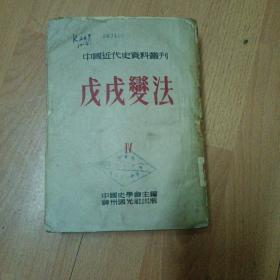 K249
中國近代史資料叢刊
戊戌變法
IV
中國史學會主編
神州國光社出版